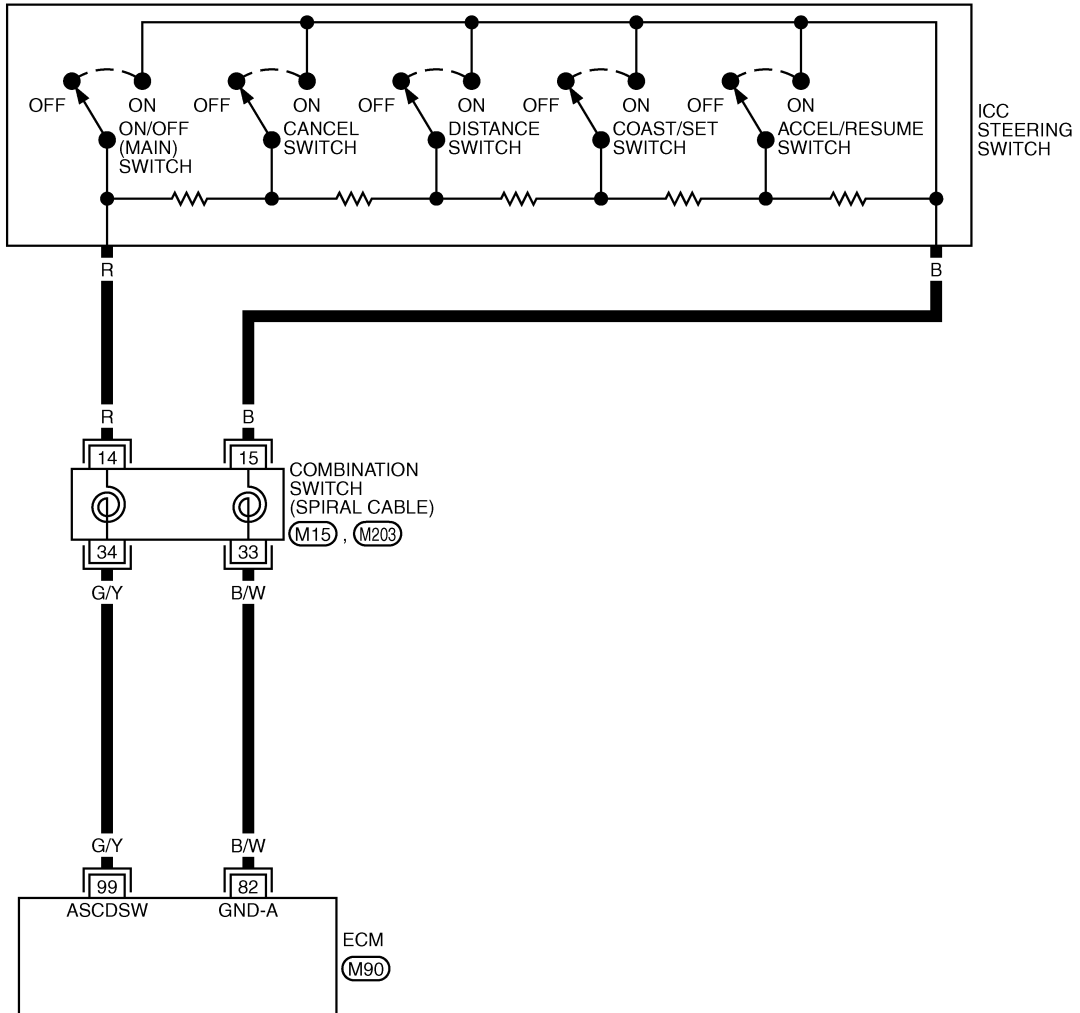 OFF ON OFF ON OFF ON OFF ON OFF ON
ON/OFF
(MAIN)
SWITCH
CANCEL
SWITCH
DISTANCE
SWITCH
COAST/SET
SWITCH
ACCEL/RESUME
SWITCH
ICC
STEERING
SWITCH
R B
R B
14 15
COMBINATION
SWITCH
(SPIRAL CABLE)
M15 , M203
34 33
G/Y B/W
G/Y B/W
99 82
ASCDSW GND-A
ECM
M90